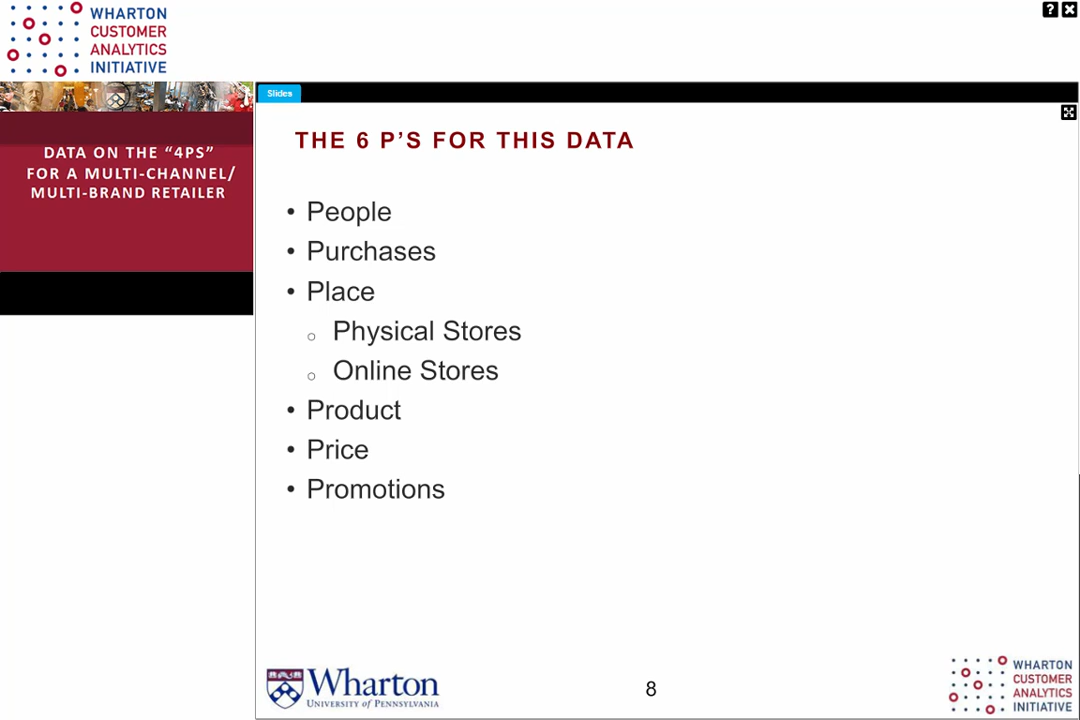 WHARTON
CUSTOMER
ANALYTICS
INITIATIVE
?
DATA ON THE “4PS”
FOR A MULTI-CHANNEL/
MULTI-BRAND RETAILER
Slides
THE 6 P’S FOR THIS DATA
• People
• Purchases
• Place
o Physical Stores
o Online Stores
• Product
• Price
• Promotions
Wharton
UNIVERSITY OF PENNSYLVANIA
8
WHARTON
CUSTOMER
ANALYTICS
INITIATIVE